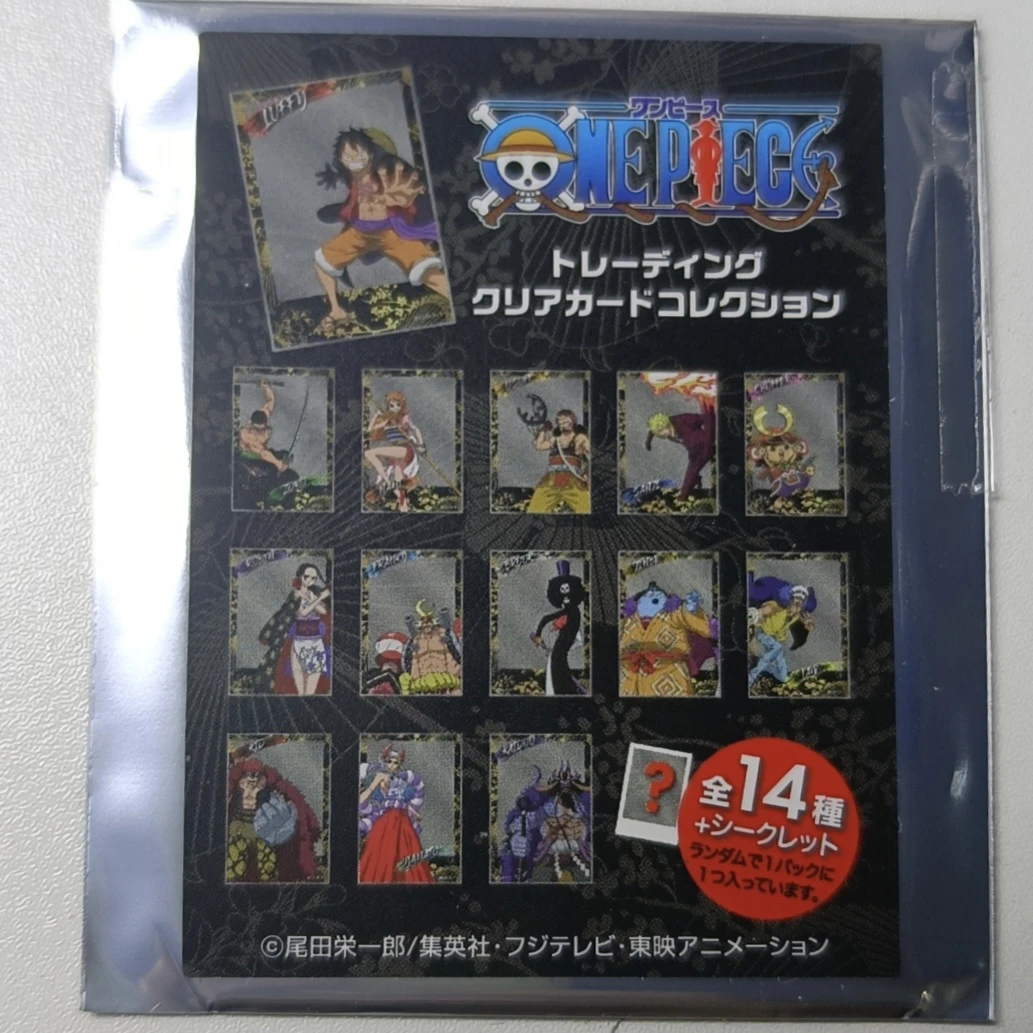 LUFFY
ワンピース
ONE PIECE
トレーディング
クリアカードコレクション
?
全14種
+シークレット
ランダムで1パックに
1つ入っています。
©尾田栄一郎/集英社・フジテレビ・東映アニメーション